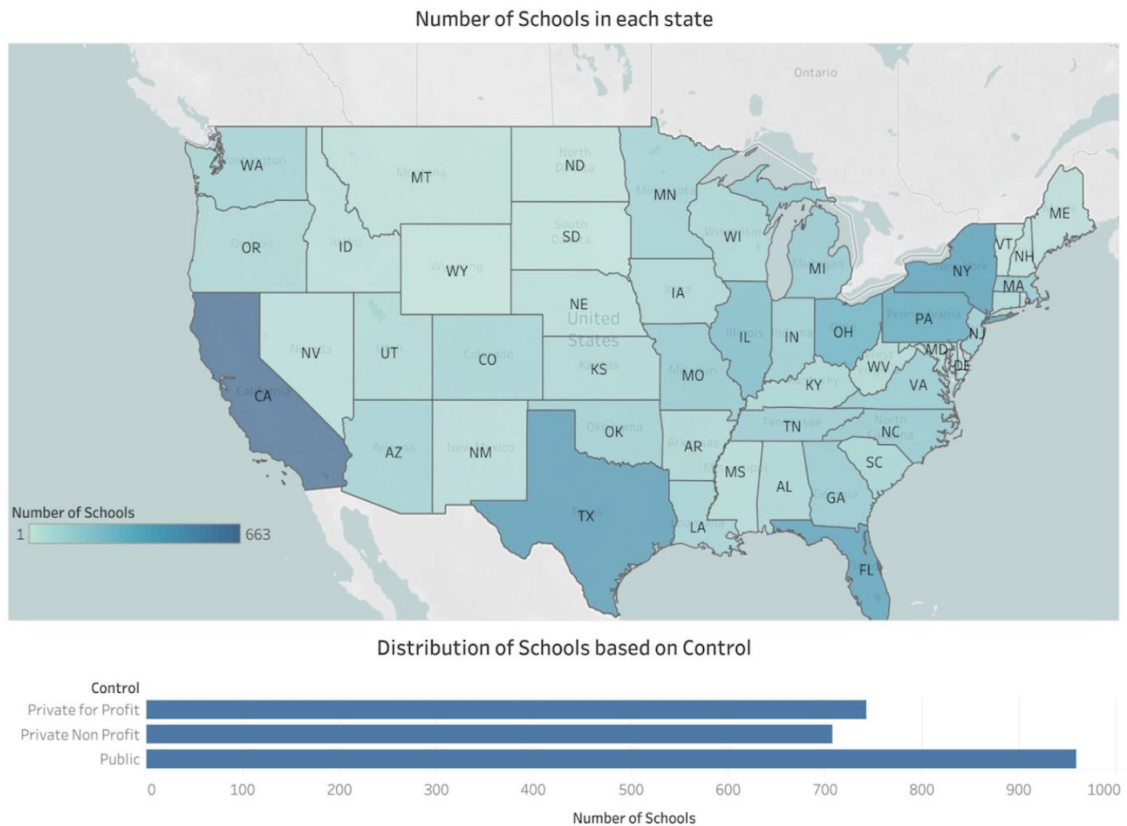 Number of Schools in each state
Ontario
WA
MT
ND
MN
OR
ID
SD
WI
MI
ME
VT
NH
WY
NY
MA
IA
NE
United
States
PA
NJ
OH
IL
IN
NV
UT
CO
KS
MO
WV
MD
DE
KY
VA
CA
AZ
NM
OK
TN
NC
AR
SC
MS
AL
GA
TX
LA
FL
Number of Schools
1 663
Distribution of Schools based on Control
Control
Private for Profit
Private Non Profit
Public
0 100 200 300 400 500 600 700 800 900 1000
Number of Schools